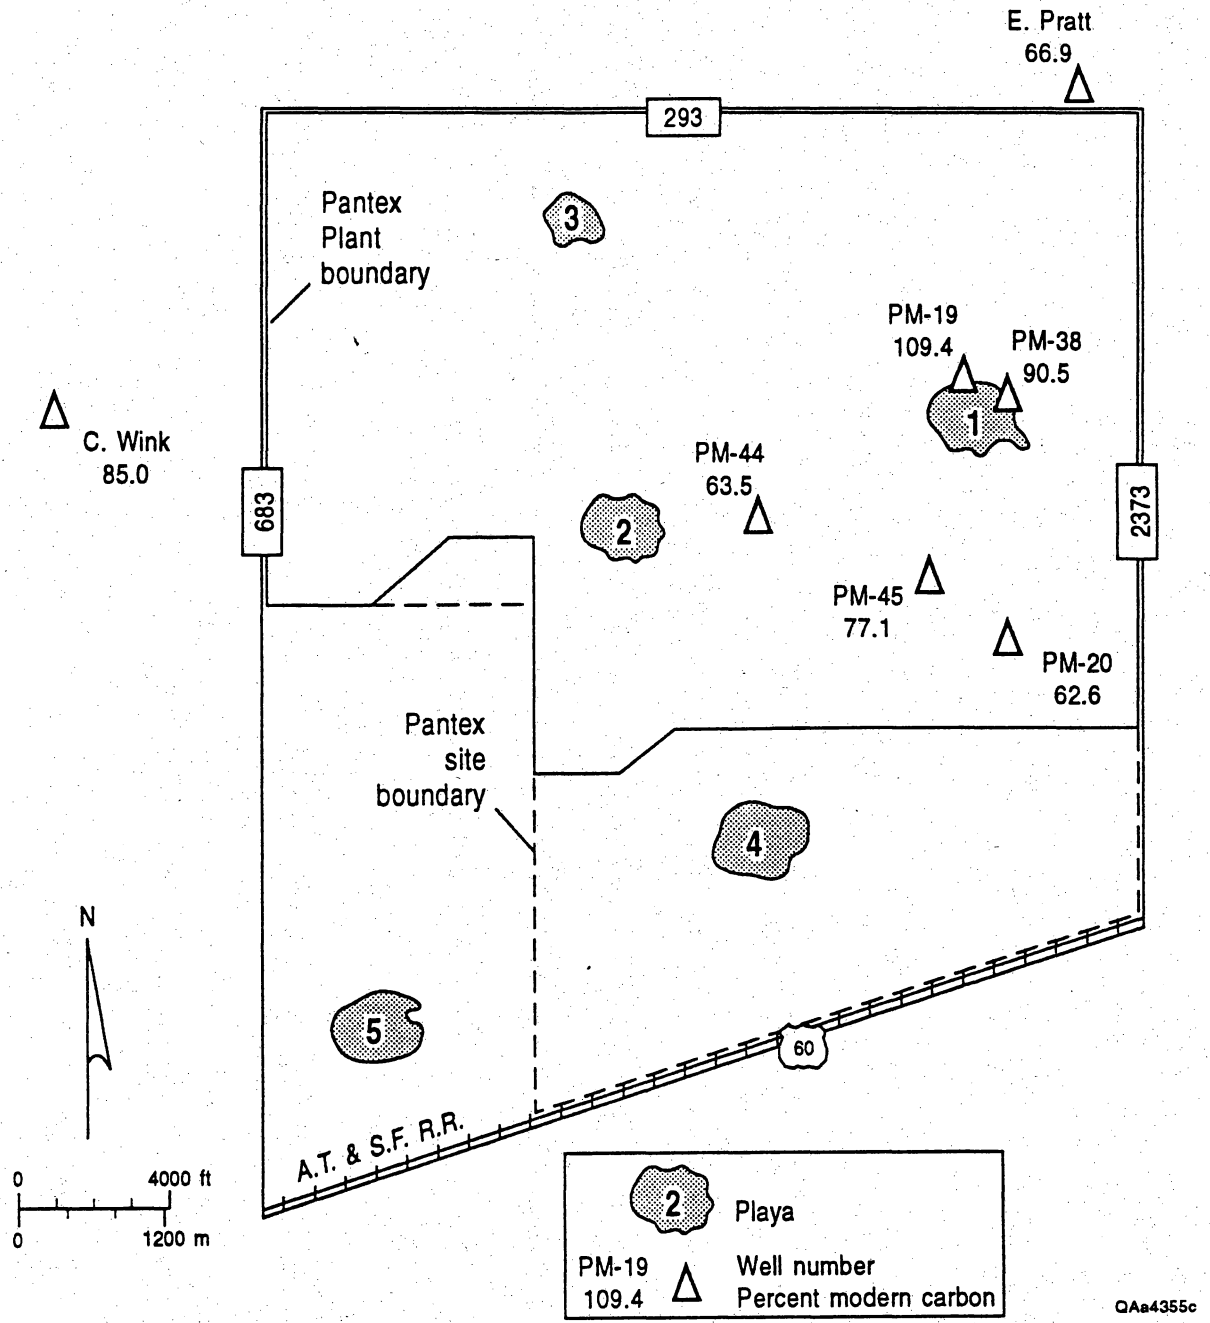 E. Pratt
66.9
293
Pantex
Plant
boundary
3
PM-19
109.4
PM-38
90.5
1
C. Wink
85.0
683
PM-44
63.5
2
2373
PM-45
77.1
PM-20
62.6
Pantex
site
boundary
4
N
5
60
A.T. & S.F. R.R.
0 4000 ft
0 1200 m
2 Playa
PM-19 Well number
109.4 Percent modern carbon
QAa4355c